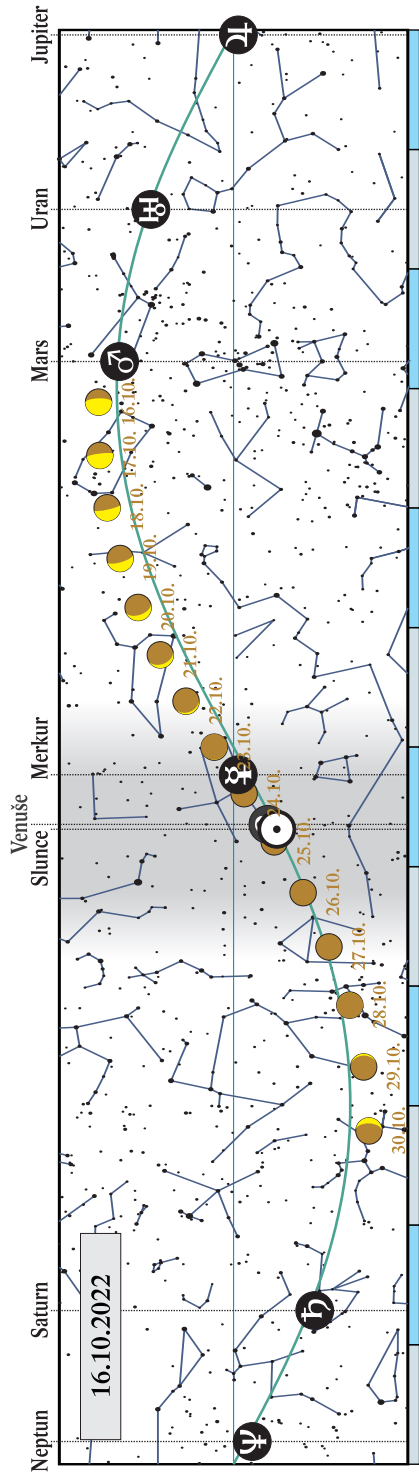 Neptun
Saturn
Slunce
Venuše
Merkur
Mars
Uran
Jupiter
16.10.2022
30.10.
29.10.
28.10.
27.10.
26.10.
25.10.
24.10.
23.10.
22.10.
21.10.
20.10.
19.10.
18.10.
17.10.
16.10.